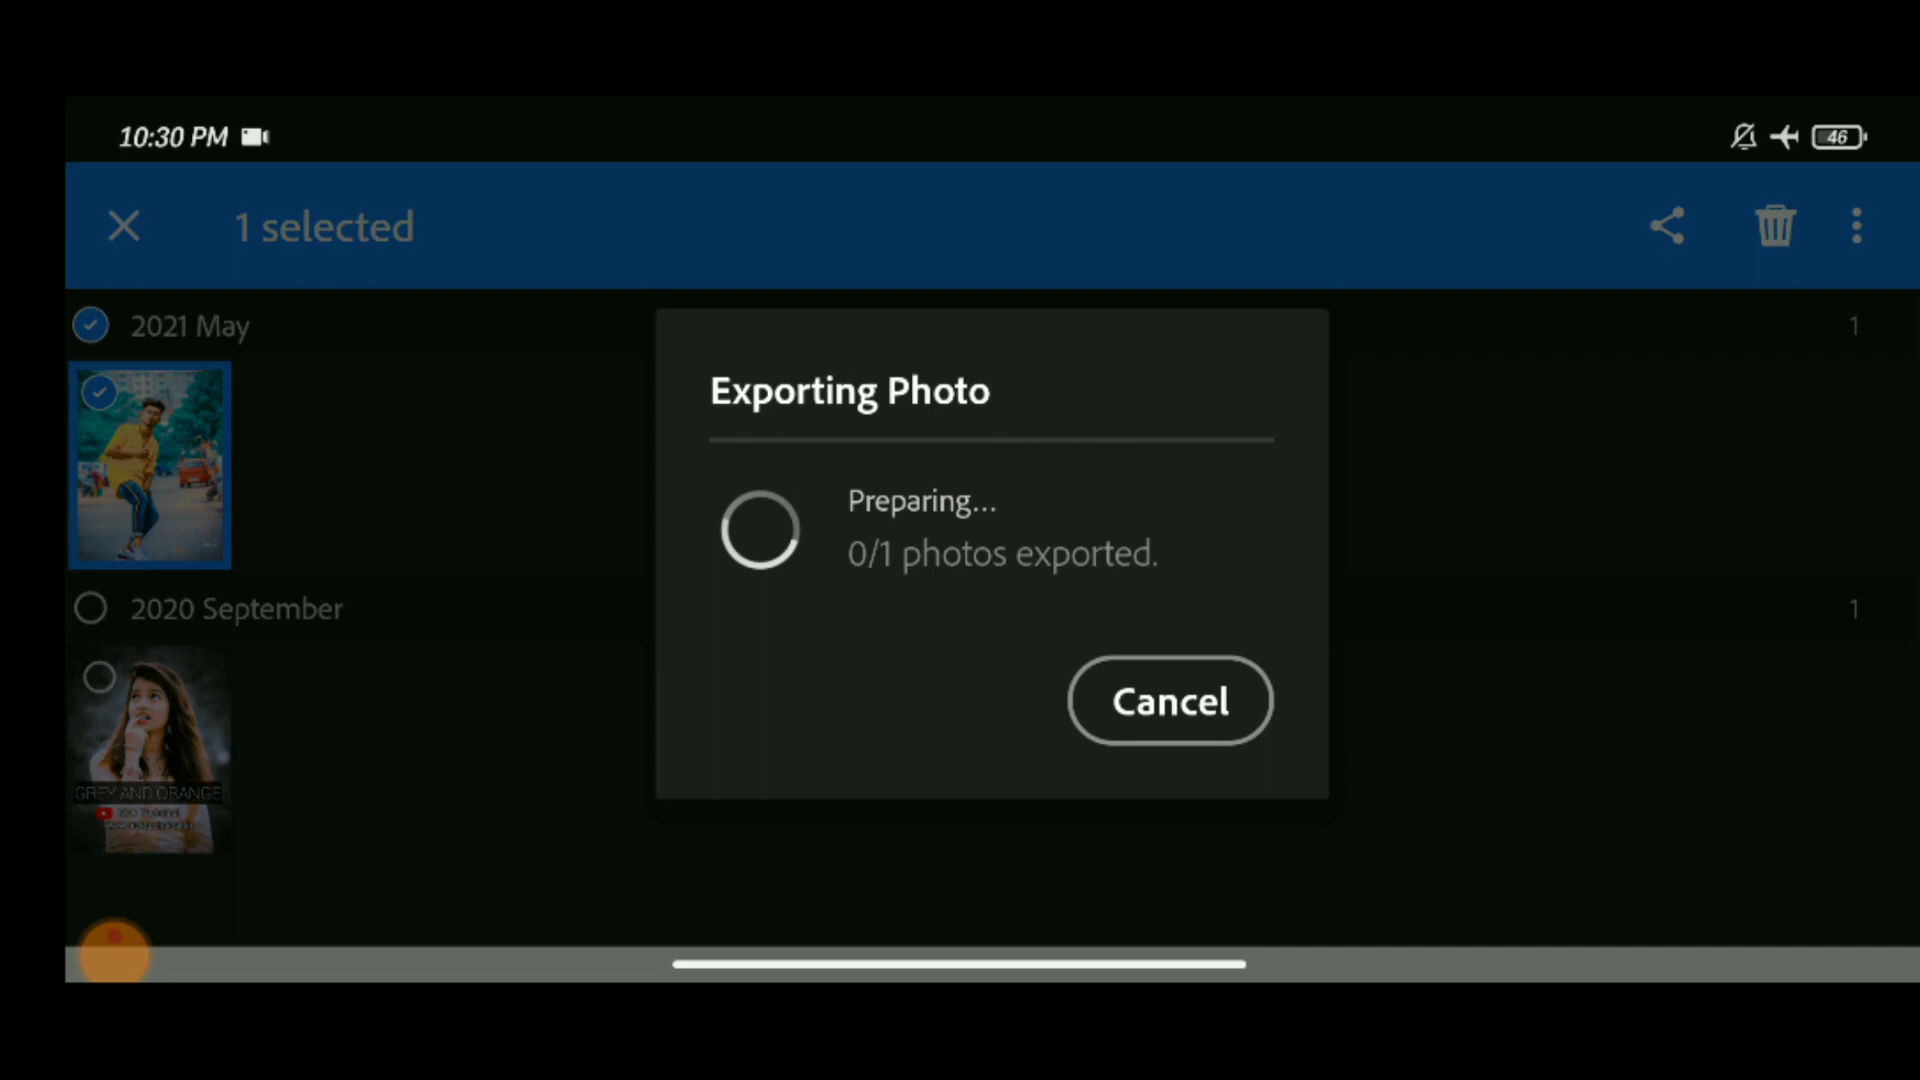 10:30 PM
46
1 selected
2021 May
1
Exporting Photo
Preparing...
0/1 photos exported.
Cancel
2020 September
1
GREY AND ORANGE